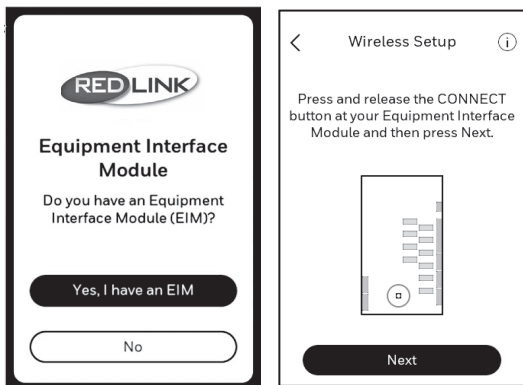 REDLINK
Equipment Interface
Module
Do you have an Equipment
Interface Module (EIM)?
Yes, I have an EIM
No
Wireless Setup
i
Press and release the CONNECT
button at your Equipment Interface
Module and then press Next.
Next